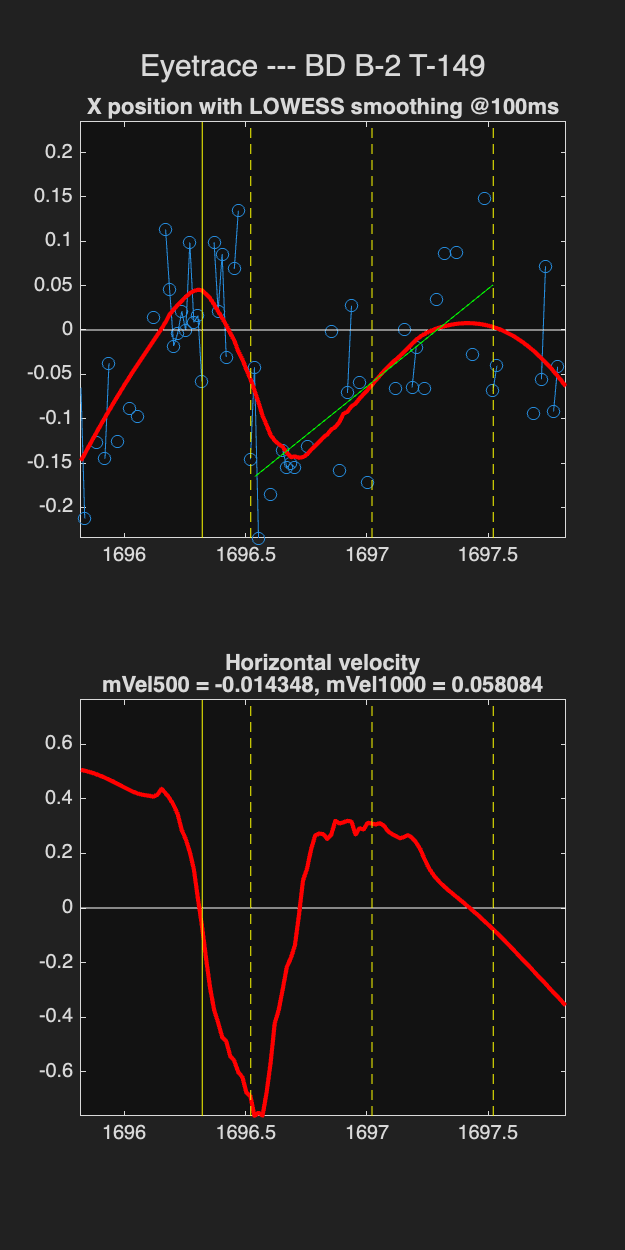 Eyetrace --- BD B-2 T-149
X position with LOWESS smoothing @100ms
0.2
0.15
0.1
0.05
0
-0.05
-0.1
-0.15
-0.2
1696 1696.5 1697 1697.5
Horizontal velocity
mVel500 = -0.014348, mVel1000 = 0.058084
0.6
0.4
0.2
0
-0.2
-0.4
-0.6
1696 1696.5 1697 1697.5